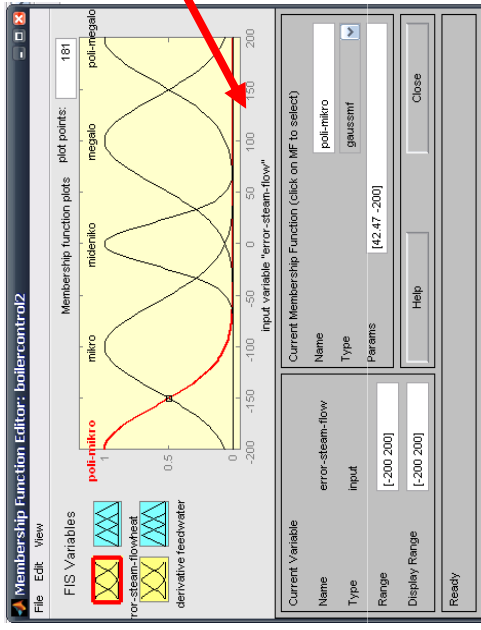 Membership Function Editor: boilercontrol2
File Edit View
FIS Variables
ror-steam-flowheat
derivative feedwater
Membership function plots
plot points:
181
poli-mikro
mikro
mideniko
megalo
poli-megalo
1
0.5
0
-200
-150
-100
-50
0
50
100
150
200
input variable "error-steam-flow"
Current Variable
Name
error-steam-flow
Type
input
Range
[-200 200]
Display Range
[-200 200]
Current Membership Function (click on MF to select)
Name
poli-mikro
Type
gaussmf
Params
[42.47 -200]
Help
Close
Ready